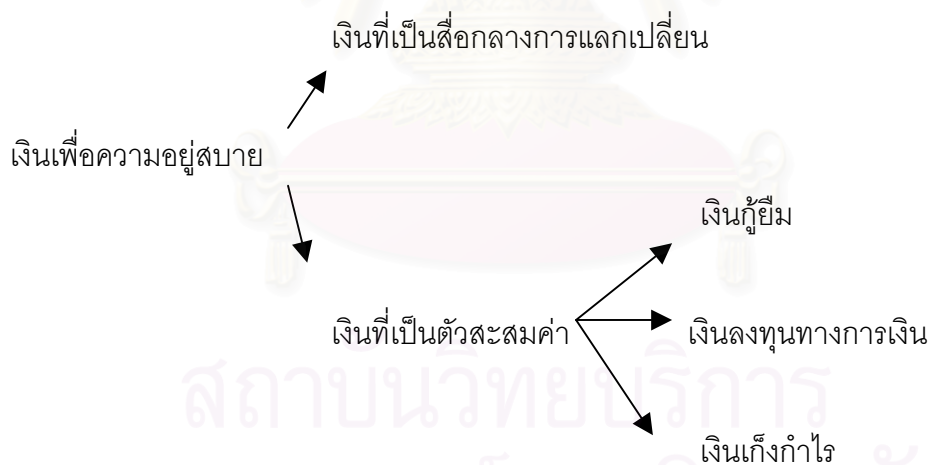 เงินที่เป็นสื่อกลางการแลกเปลี่ยน
เงินเพื่อความอยู่สบาย
เงินกู้ยืม
เงินที่เป็นตัวสะสมค่า
เงินลงทุนทางการเงิน
สถาบันวิทยบริการ
เงินเก็งกำไร